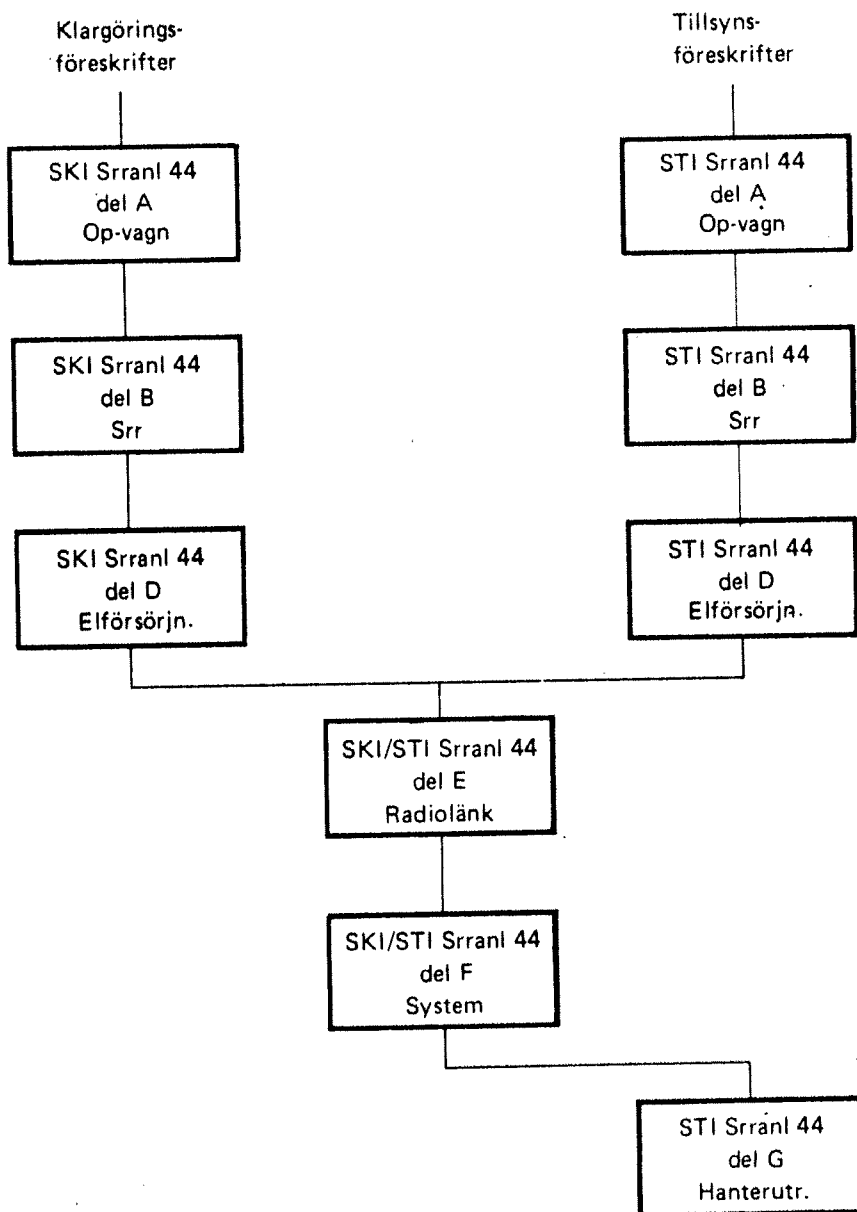 Klargörings-
föreskrifter
Tillsyns-
föreskrifter
SKI Srranl 44
del A
Op-vagn
STI Srranl 44
del A
Op-vagn
SKI Srranl 44
del B
Srr
STI Srranl 44
del B
Srr
SKI Srranl 44
del D
Elförsörjn.
STI Srranl 44
del D
Elförsörjn.
SKI/STI Srranl 44
del E
Radiolänk
SKI/STI Srranl 44
del F
System
STI Srranl 44
del G
Hanterutr.